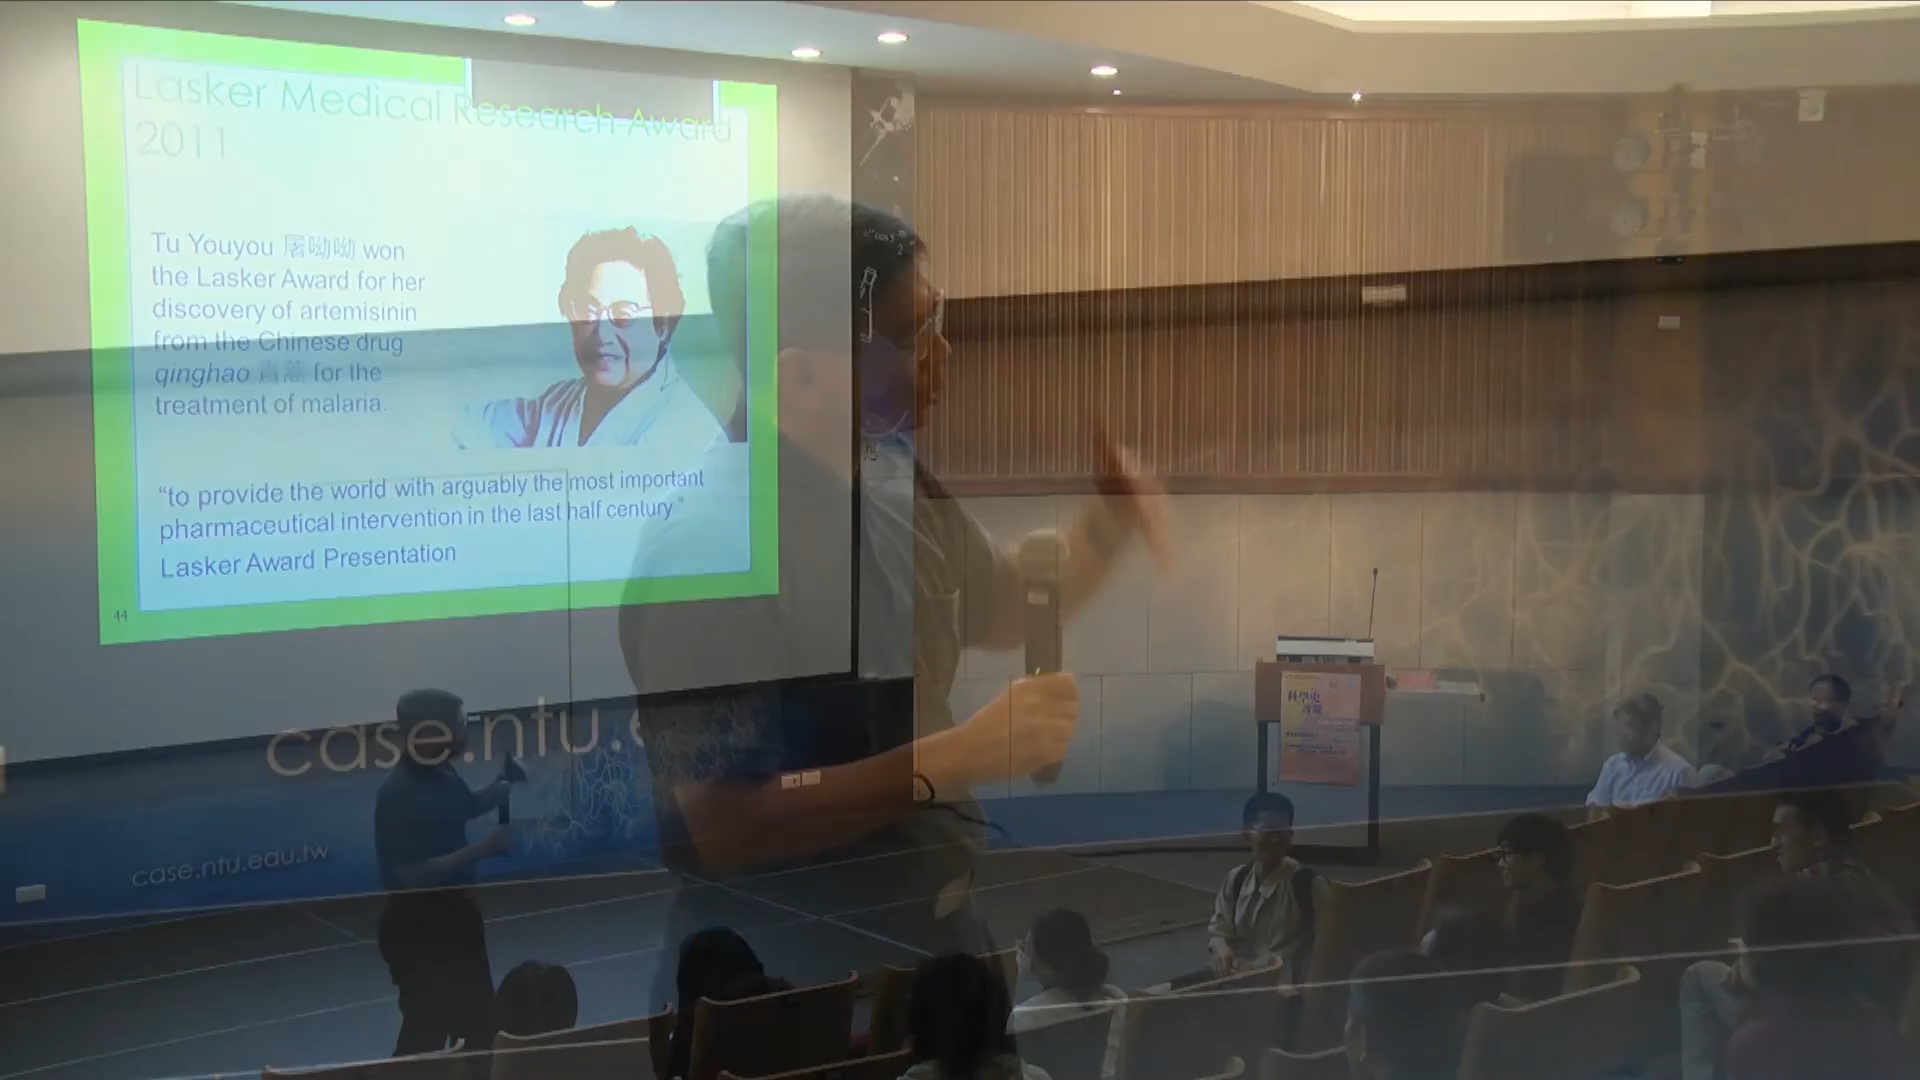 Lasker Medical Research Award
2011
Tu Youyou 屠呦呦 won
the Lasker Award for her
discovery of artemisinin
from the Chinese drug
qinghao 青蒿 for the
treatment of malaria.
“to provide the world with arguably the most important
pharmaceutical intervention in the last half century”
Lasker Award Presentation
44
case.ntu.e
case.ntu.edu.tw
科學史